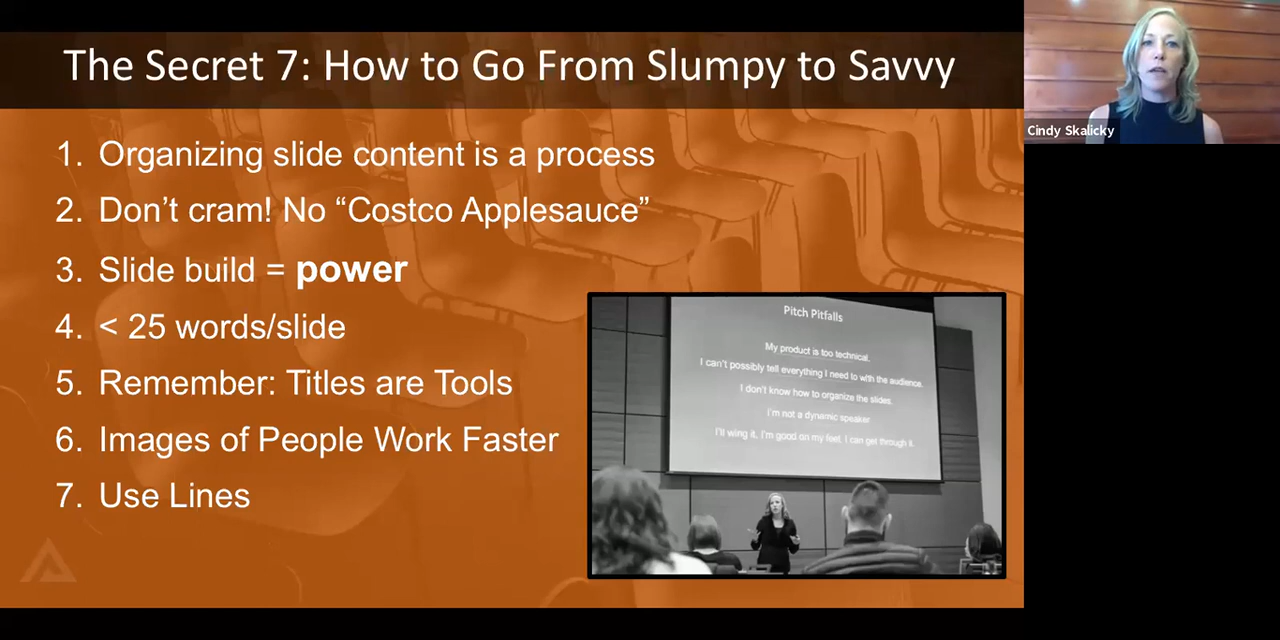 The Secret 7: How to Go From Slumpy to Savvy
1. Organizing slide content is a process
2. Don’t cram! No “Costco Applesauce”
3. Slide build = power
4. < 25 words/slide
5. Remember: Titles are Tools
6. Images of People Work Faster
7. Use Lines
Pitch Pitfalls
My product is too technical.
I can't possibly tell everything I need to with the audience.
I don't know how to organize the slides.
I'm not a dynamic speaker
I'll wing it, I'm good on my feet, I can get through it.
Cindy Skalicky